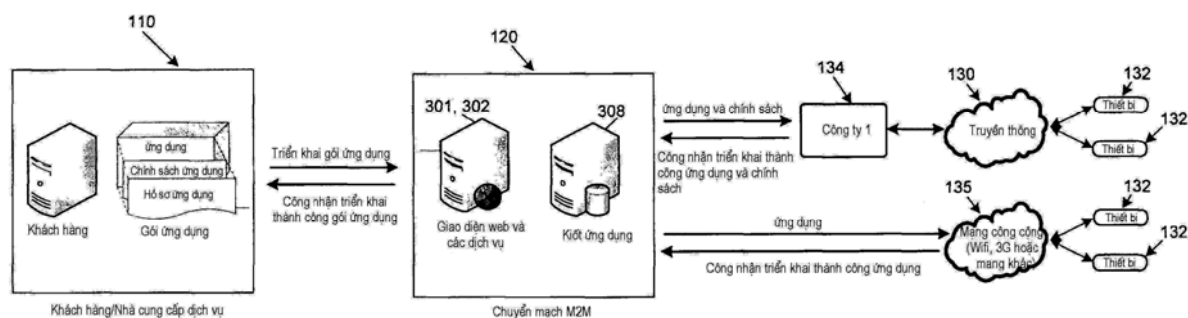 110
ứng dụng
Chính sách ứng dụng
Hồ sơ ứng dụng
Khách hàng
Gói ứng dụng
Khách hàng/Nhà cung cấp dịch vụ
Triển khai gói ứng dụng
Công nhận triển khai
thành công gói ứng dụng
120
301, 302
308
Giao diện web và
các dịch vụ
Kiốt ứng dụng
Chuyển mạch M2M
ứng dụng và chính sách
Công nhận triển khai thành
công ứng dụng và chính
sách
134
Công ty 1
130
Truyền thông
132
Thiết bị
Thiết bị
132
ứng dụng
Công nhận triển khai thành công ứng dụng
135
Mạng công cộng
(Wifi, 3G hoặc
mạng khác)
132
Thiết bị
Thiết bị
132